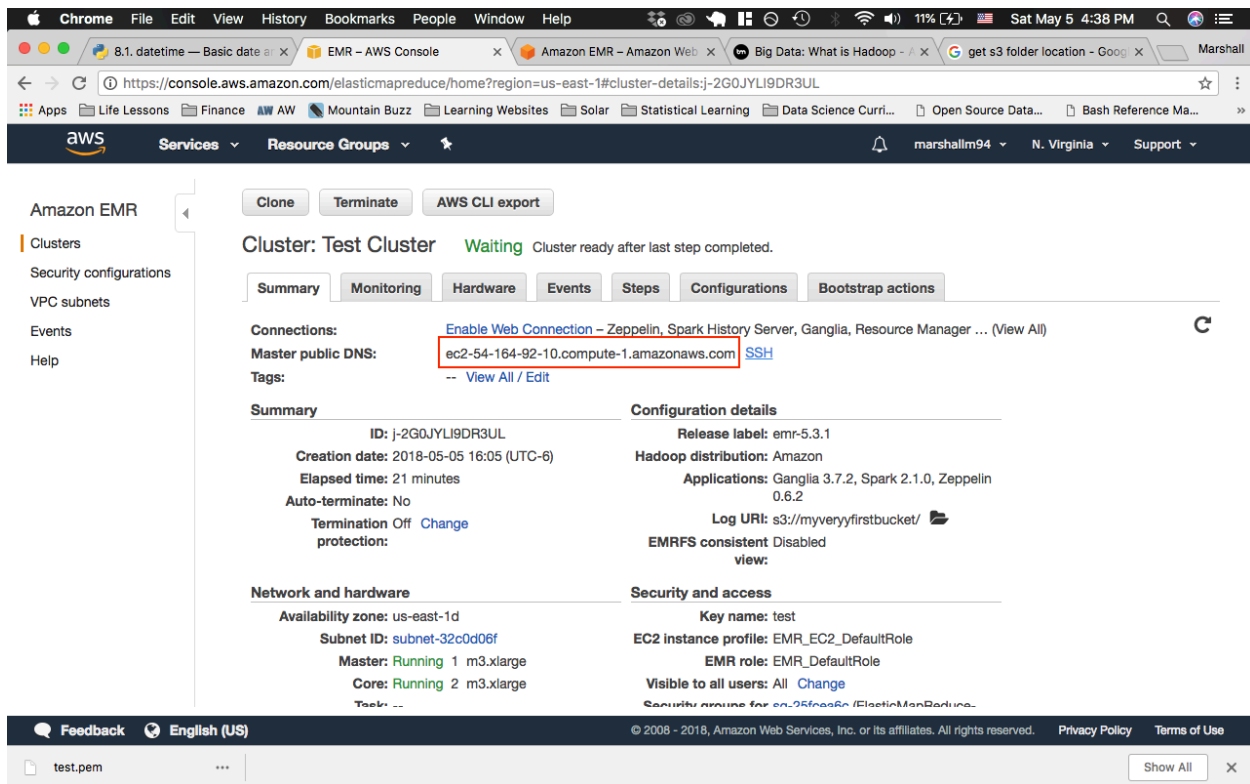 Chrome File Edit View History Bookmarks People Window Help 11% Sat May 5 4:38 PM
8.1. datetime — Basic date ar EMR – AWS Console Amazon EMR – Amazon Web Big Data: What is Hadoop - A get s3 folder location - Googl Marshall
https://console.aws.amazon.com/elasticmapreduce/home?region=us-east-1#cluster-details:j-2G0JYLI9DR3UL
Apps Life Lessons Finance AW AW Mountain Buzz Learning Websites Solar Statistical Learning Data Science Curri... Open Source Data... Bash Reference Ma... »
aws Services Resource Groups marshallm94 N. Virginia Support
Amazon EMR
Clusters
Security configurations
VPC subnets
Events
Help
Clone Terminate AWS CLI export
Cluster: Test Cluster Waiting Cluster ready after last step completed.
Summary Monitoring Hardware Events Steps Configurations Bootstrap actions
Connections: Enable Web Connection – Zeppelin, Spark History Server, Ganglia, Resource Manager … (View All)
Master public DNS: ec2-54-164-92-10.compute-1.amazonaws.com SSH
Tags: -- View All / Edit
Summary
ID: j-2G0JYLI9DR3UL
Creation date: 2018-05-05 16:05 (UTC-6)
Elapsed time: 21 minutes
Auto-terminate: No
Termination Off Change
protection:
Configuration details
Release label: emr-5.3.1
Hadoop distribution: Amazon
Applications: Ganglia 3.7.2, Spark 2.1.0, Zeppelin
0.6.2
Log URI: s3://myveryyfirstbucket/
EMRFS consistent Disabled
view:
Network and hardware
Availability zone: us-east-1d
Subnet ID: subnet-32c0d06f
Master: Running 1 m3.xlarge
Core: Running 2 m3.xlarge
Task: --
Security and access
Key name: test
EC2 instance profile: EMR_EC2_DefaultRole
EMR role: EMR_DefaultRole
Visible to all users: All Change
Security groups for sg-25fcea6c (ElasticMapReduce-
Feedback English (US) © 2008 - 2018, Amazon Web Services, Inc. or its affiliates. All rights reserved. Privacy Policy Terms of Use
test.pem ... Show All